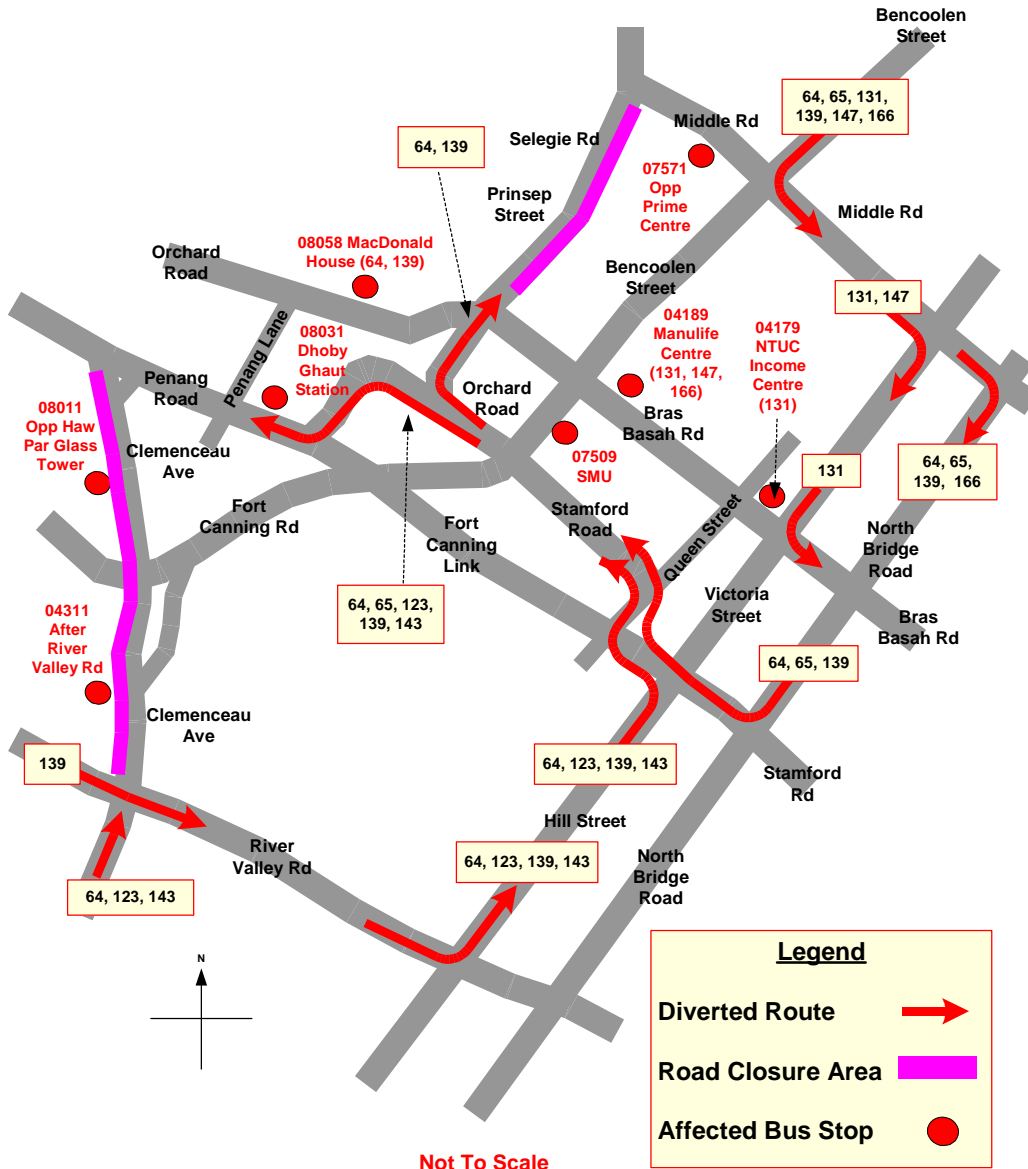 Bencoolen
Street
64, 65, 131,
139, 147, 166
Middle Rd
64, 139
Selegie Rd
07571
Opp
Prime
Centre
Prinsep
Street
Middle Rd
Orchard
Road
08058 MacDonald
House (64, 139)
Bencoolen
Street
131, 147
Penang Lane
08031
Dhoby
Ghaut
Station
04189
Manulife
Centre
(131, 147,
166)
04179
NTUC
Income
Centre
(131)
Penang
Road
Orchard
Road
Bras
Basah Rd
08011
Opp Haw
Par Glass
Tower
Clemenceau
Ave
07509
SMU
131
64, 65,
139, 166
Fort
Canning Rd
Fort
Canning
Link
Stamford
Road
Queen Street
North
Bridge
Road
64, 65, 123,
139, 143
Victoria
Street
04311
After
River
Valley Rd
Bras
Basah Rd
64, 65, 139
Clemenceau
Ave
139
64, 123, 139, 143
Stamford
Rd
Hill Street
River
Valley Rd
64, 123, 139, 143
North
Bridge
Road
64, 123, 143
N
Legend
Diverted Route
Road Closure Area
Affected Bus Stop
Not To Scale